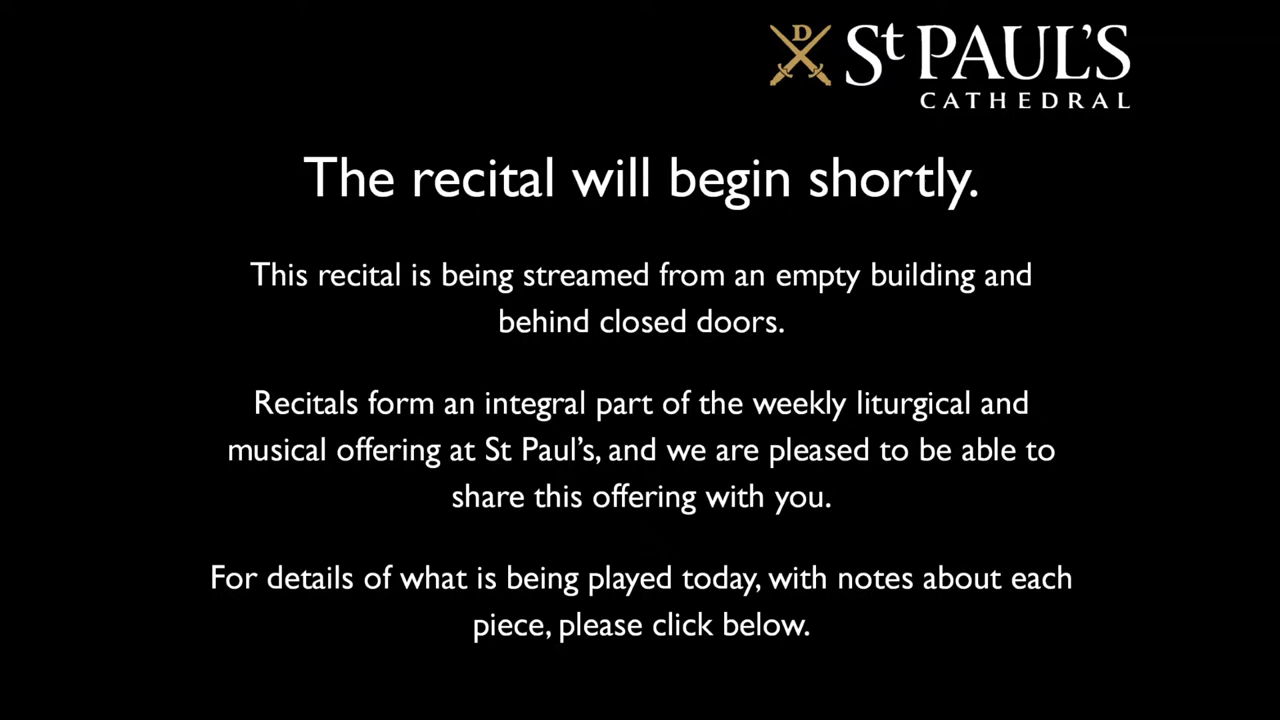 D
St PAUL'S
CATHEDRAL
The recital will begin shortly.
This recital is being streamed from an empty building and
behind closed doors.
Recitals form an integral part of the weekly liturgical and
musical offering at St Paul’s, and we are pleased to be able to
share this offering with you.
For details of what is being played today, with notes about each
piece, please click below.